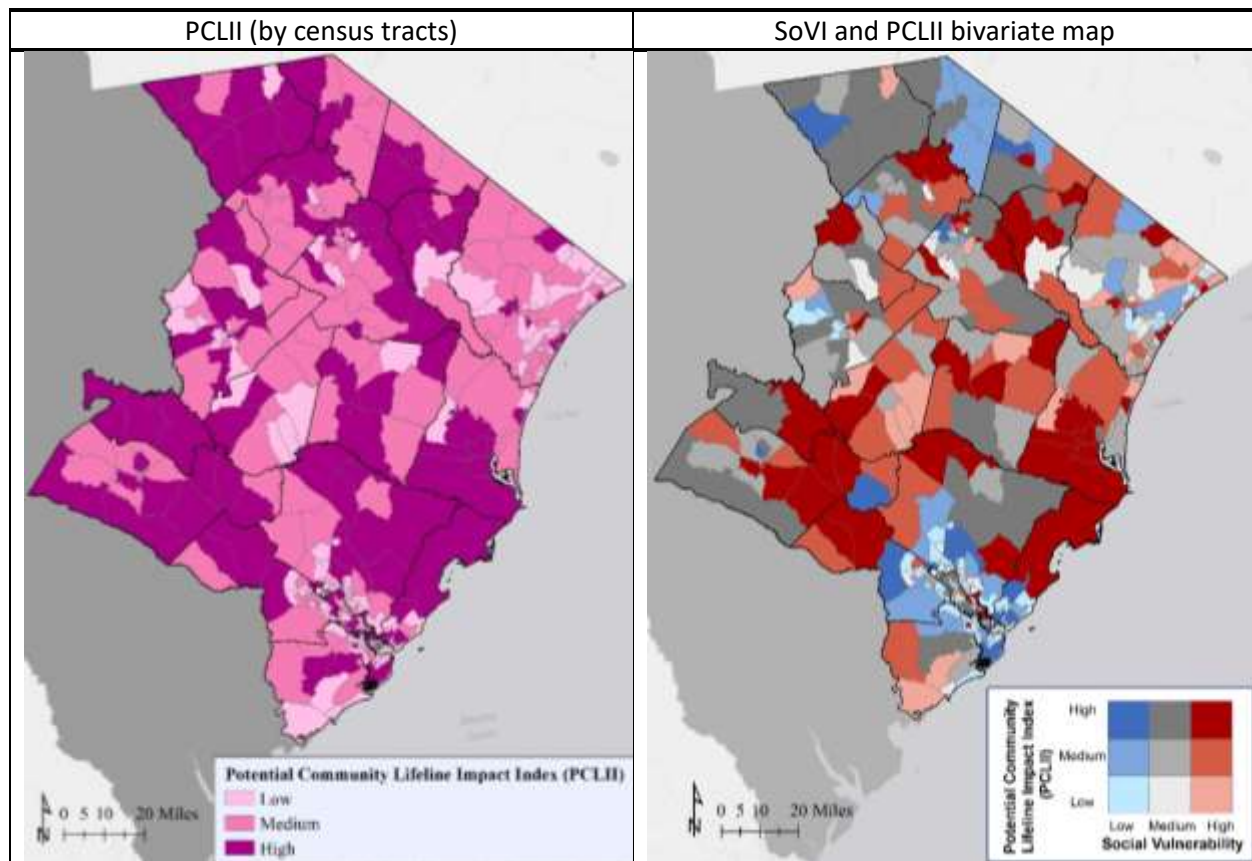 PCLII (by census tracts)
SoVI and PCLII bivariate map
Potential Community Lifeline Impact Index (PCLII)
Low
Medium
High
N
0 5 10 20 Miles
Potential Community
Lifeline Impact Index
(PCLII)
High
Medium
Low
Low Medium High
Social Vulnerability
N
0 5 10 20 Miles